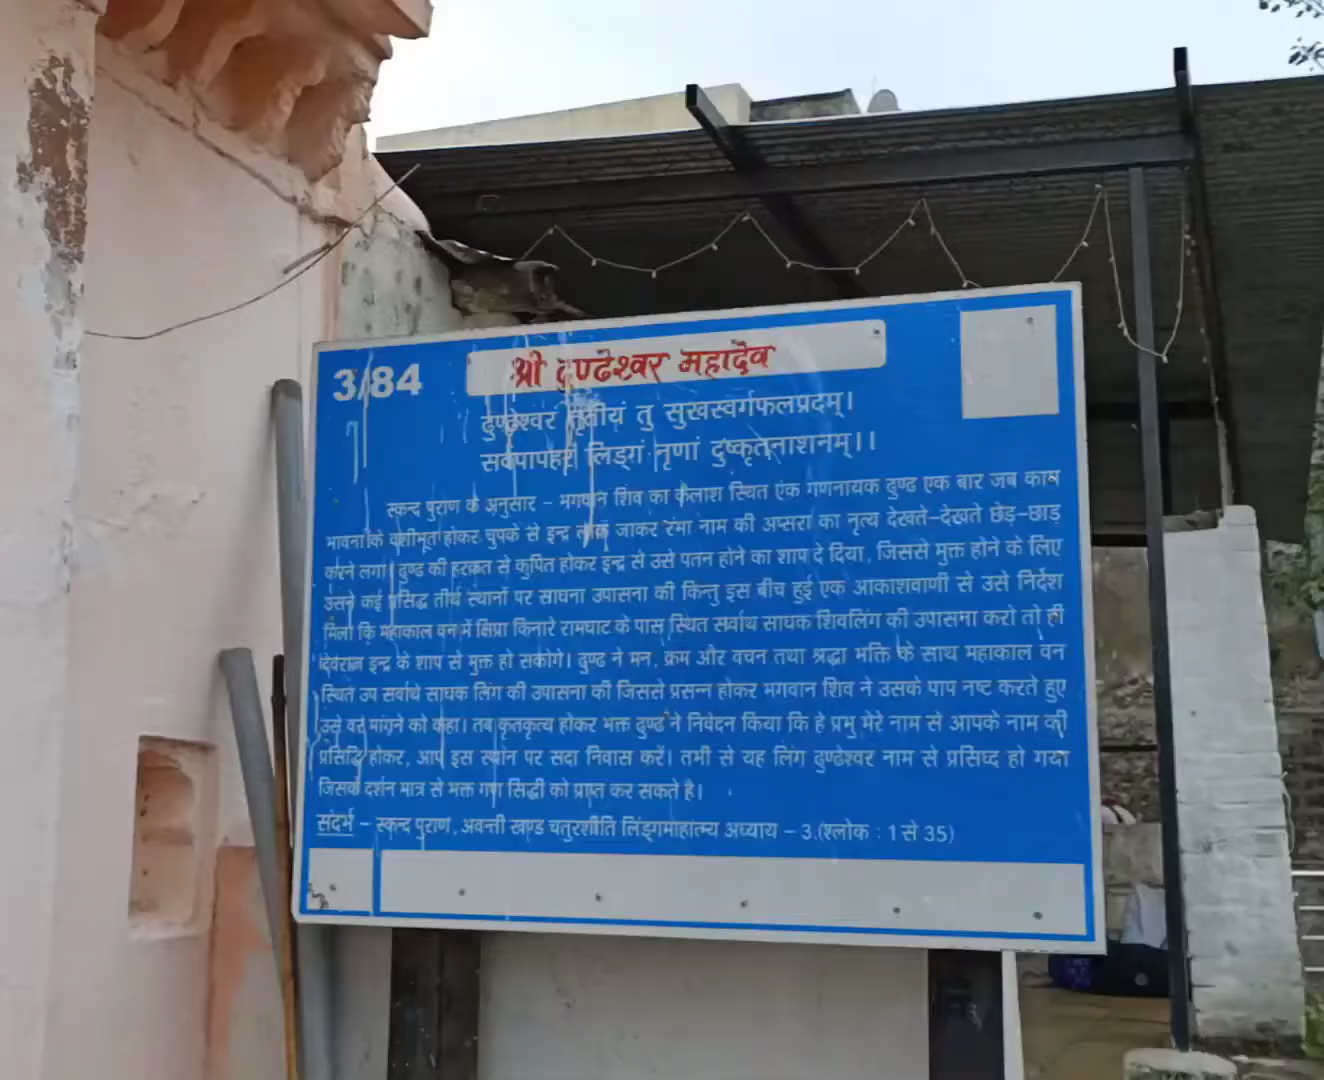 3/84
श्री ढुण्ढेश्वर महादेव
ढुण्ढेश्वर तृतीयं तु सुखस्वर्गफलप्रदम्।
सर्वपापहरं लिङ्गं नृणां दुष्कृतनाशनम्।।
स्कन्द पुराण के अनुसार – भगवान शिव का कैलाश स्थित एक गणनायक ढुण्ढ एक बार जब काम
भावना के वशीभूत होकर चुपके से इन्द्र लोक जाकर रंभा नाम की अप्सरा का नृत्य देखते–देखते छेड़–छाड़
करने लगा। ढुण्ढ की हरकत से कुपित होकर इन्द्र से उसे पतन होने का शाप दे दिया, जिससे मुक्त होने के लिए
उसने कई प्रसिद्ध तीर्थ स्थानों पर साधना उपासना की किन्तु इस बीच हुई एक आकाशवाणी से उसे निर्देश
मिला कि महाकाल वन में क्षिप्रा किनारे रामघाट के पास स्थित सर्वाथ साधक शिवलिंग की उपासना करो तो ही
देवराज इन्द्र के शाप से मुक्त हो सकोगे। ढुण्ढ ने मन, क्रम और वचन तथा श्रद्धा भक्ति के साथ महाकाल वन
स्थित उप सर्वाथ साधक लिंग की उपासना की जिससे प्रसन्न होकर भगवान शिव ने उसके पाप नष्ट करते हुए
उसे वर मांगने को कहा। तब कृतकृत्य होकर भक्त ढुण्ढ ने निवेदन किया कि हे प्रभु मेरे नाम से आपके नाम की
प्रसिद्धि होकर, आप इस स्थान पर सदा निवास करें। तभी से यह लिंग ढुण्ढेश्वर नाम से प्रसिध्द हो गया
जिसके दर्शन मात्र से भक्त गण सिद्धी को प्राप्त कर सकते है।
संदर्भ – स्कन्द पुराण, अवन्ती खण्ड चतुरशीति लिङ्गमाहात्म्य अध्याय – 3,(श्लोक : 1 से 35)